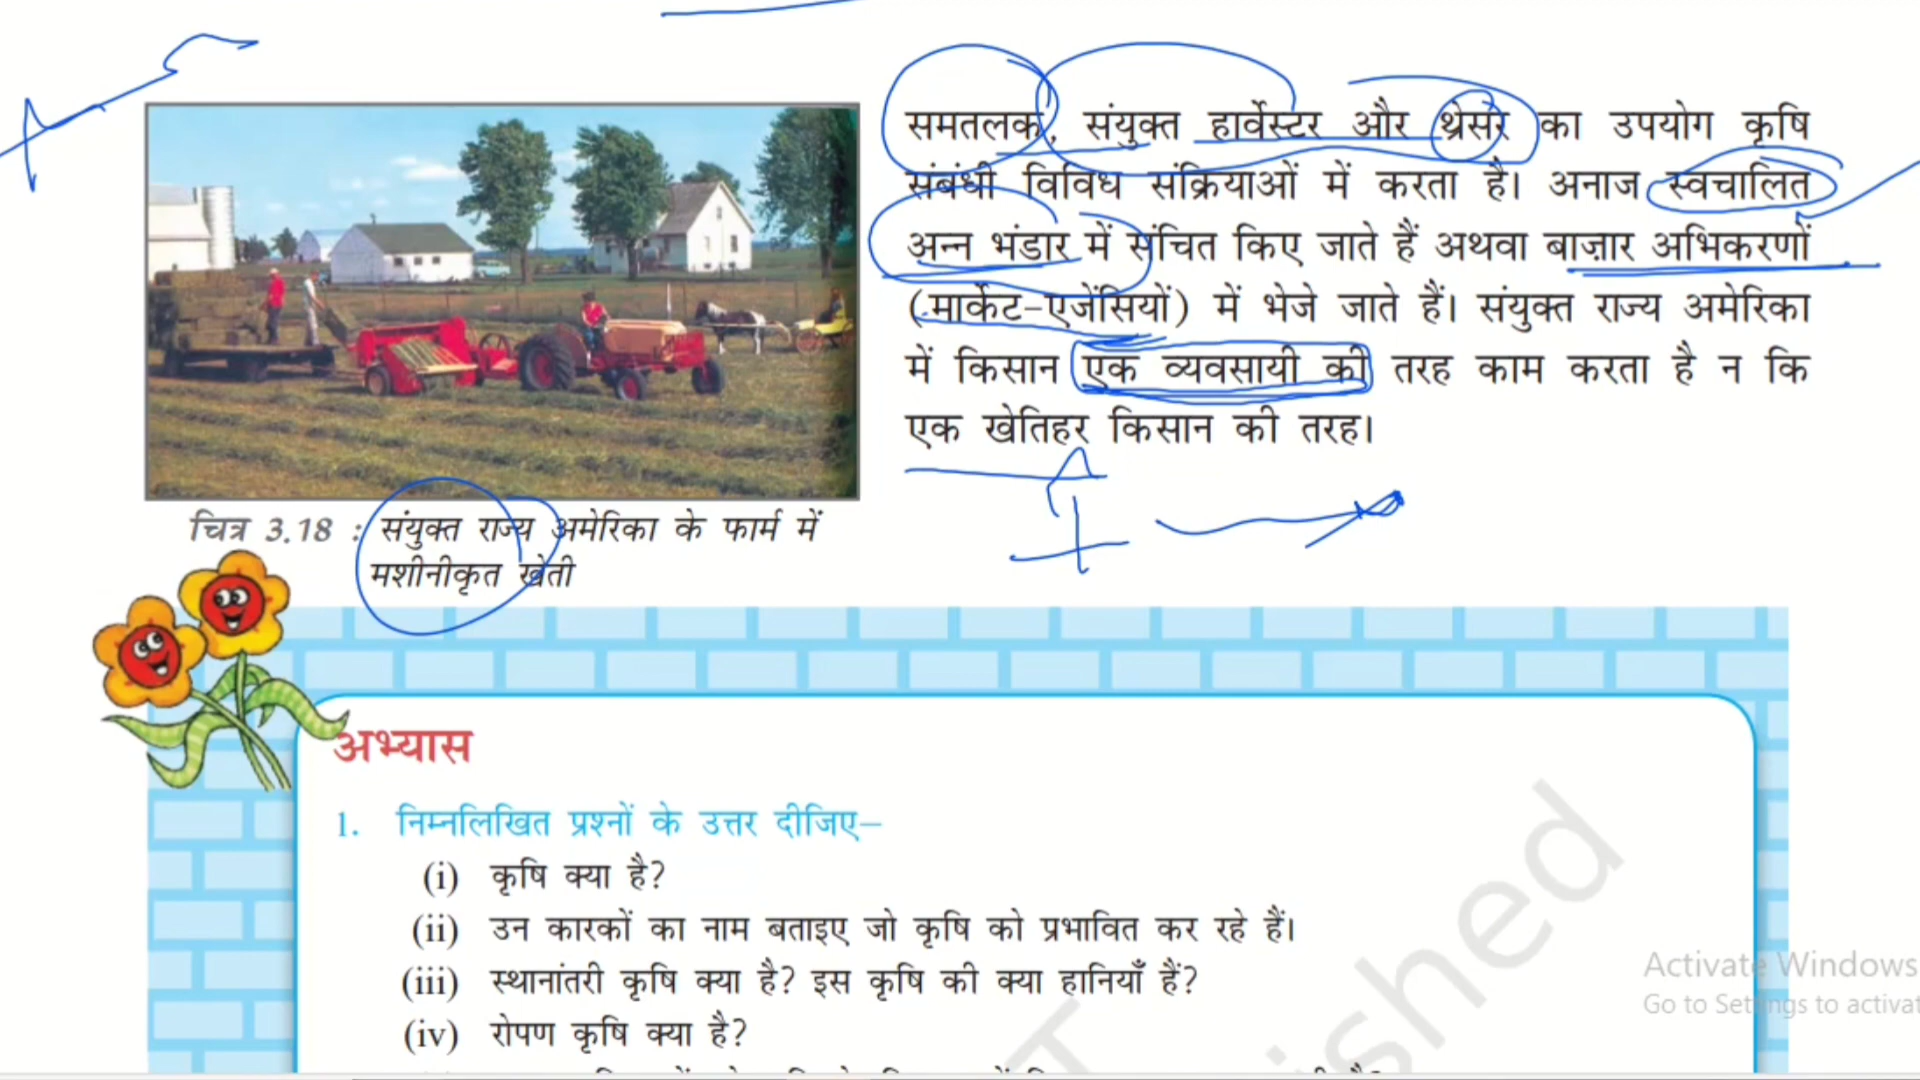 समतलक, संयुक्त हार्वेस्टर और थ्रेसर का उपयोग कृषि
संबंधी विविध संक्रियाओं में करता है। अनाज स्वचालित
अन्न भंडार में संचित किए जाते हैं अथवा बाज़ार अभिकरणों
(मार्केट-एजेंसियों) में भेजे जाते हैं। संयुक्त राज्य अमेरिका
में किसान एक व्यवसायी की तरह काम करता है न कि
एक खेतिहर किसान की तरह।
चित्र 3.18 : संयुक्त राज्य अमेरिका के फार्म में
मशीनीकृत खेती
अभ्यास
1. निम्नलिखित प्रश्नों के उत्तर दीजिए–
(i) कृषि क्या है?
(ii) उन कारकों का नाम बताइए जो कृषि को प्रभावित कर रहे हैं।
(iii) स्थानांतरी कृषि क्या है? इस कृषि की क्या हानियाँ हैं?
(iv) रोपण कृषि क्या है?
Activate Windows
Go to Settings to activat